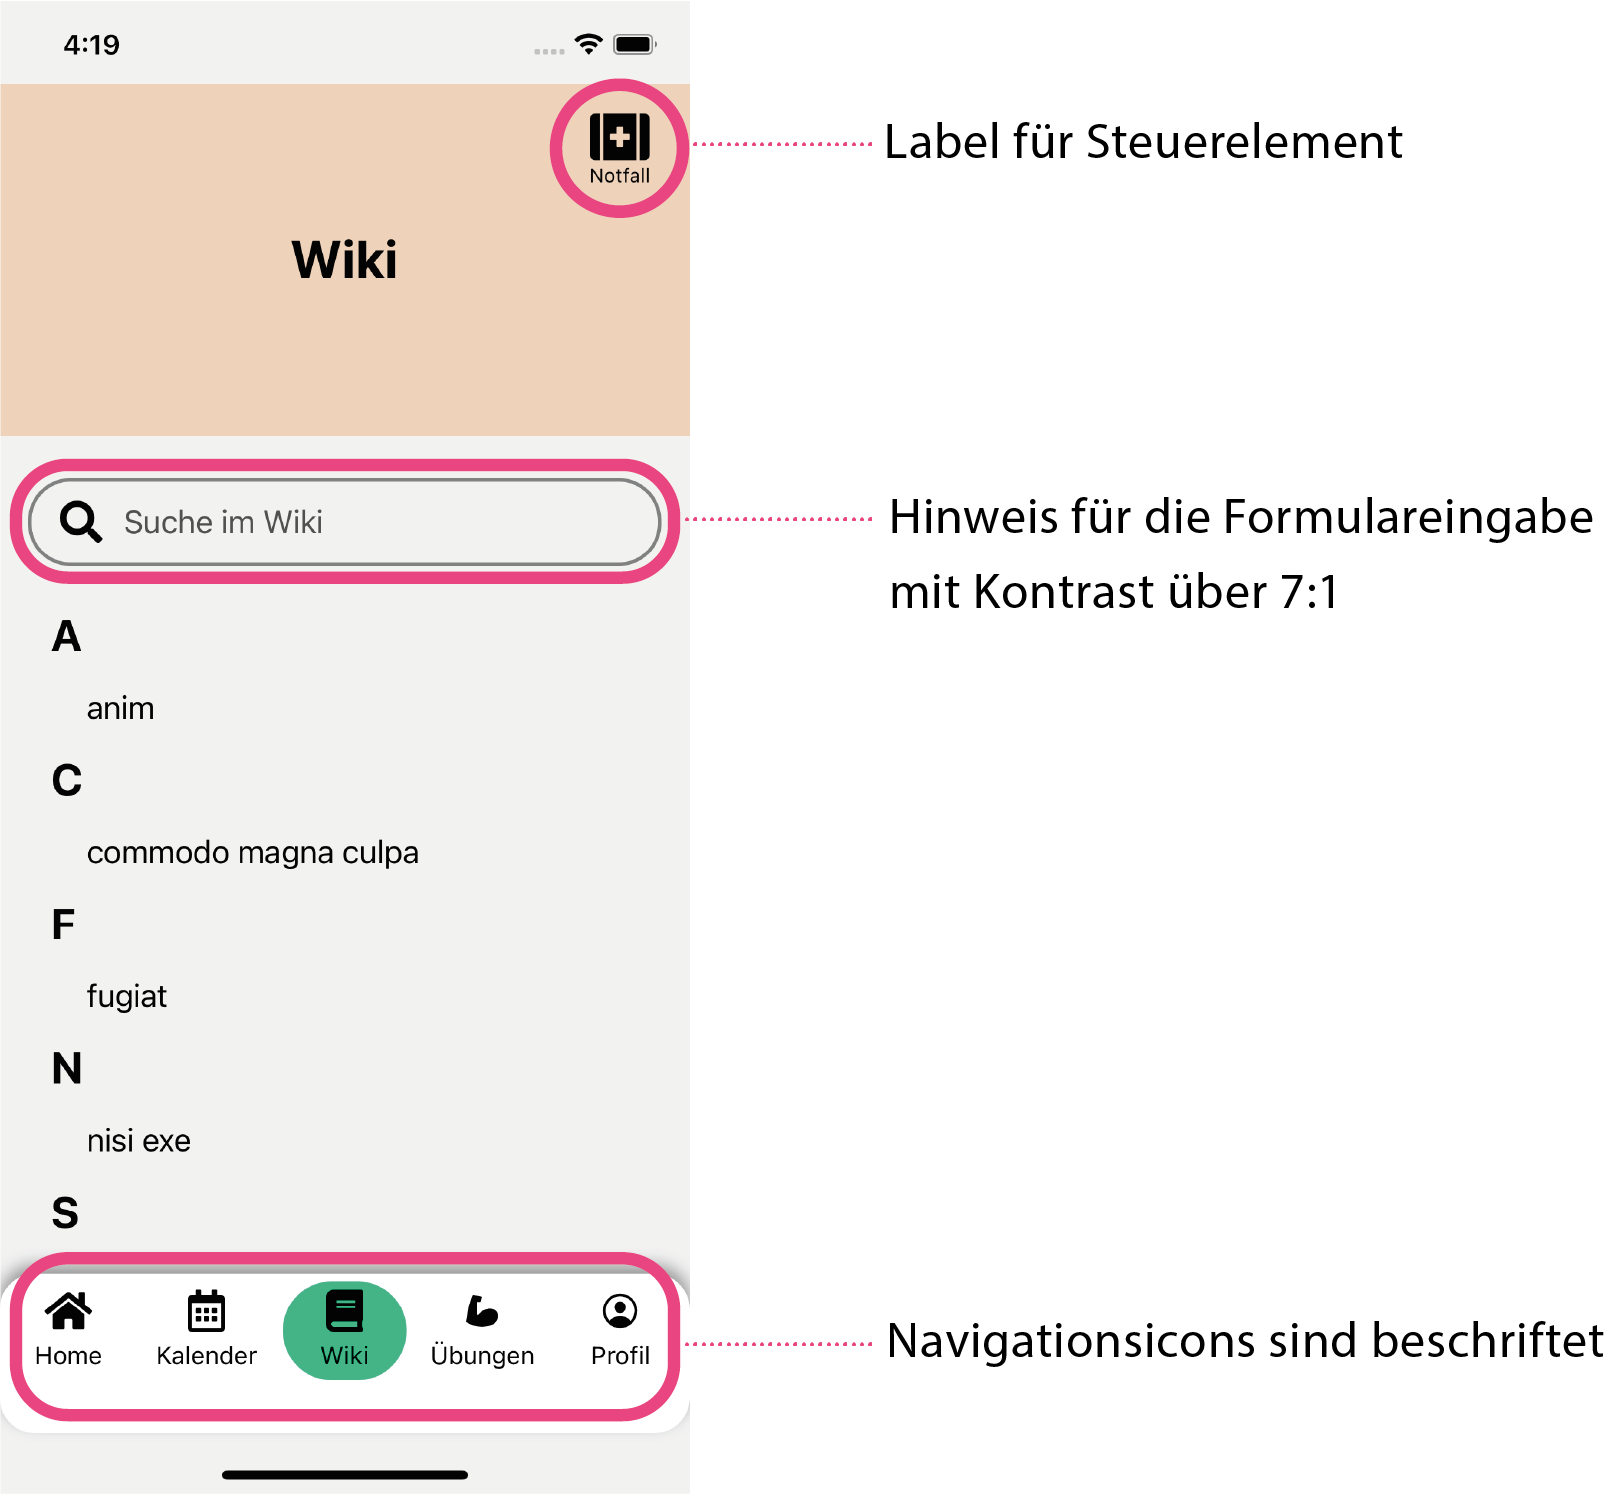 4:19
Notfall
Label für Steuerelement
Wiki
Suche im Wiki
Hinweis für die Formulareingabe
mit Kontrast über 7:1
A
anim
C
commodo magna culpa
F
fugiat
N
nisi exe
S
Home Kalender Wiki Übungen Profil
Navigationsicons sind beschriftet